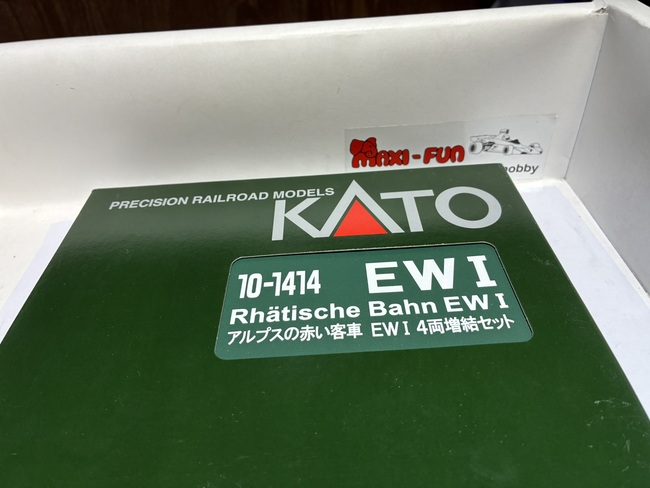 MAXI-FUN
hobby
PRECISION RAILROAD MODELS
KATO
10-1414 EW I
Rhätische Bahn EW I
アルプスの赤い客車 EW I 4両増結セット